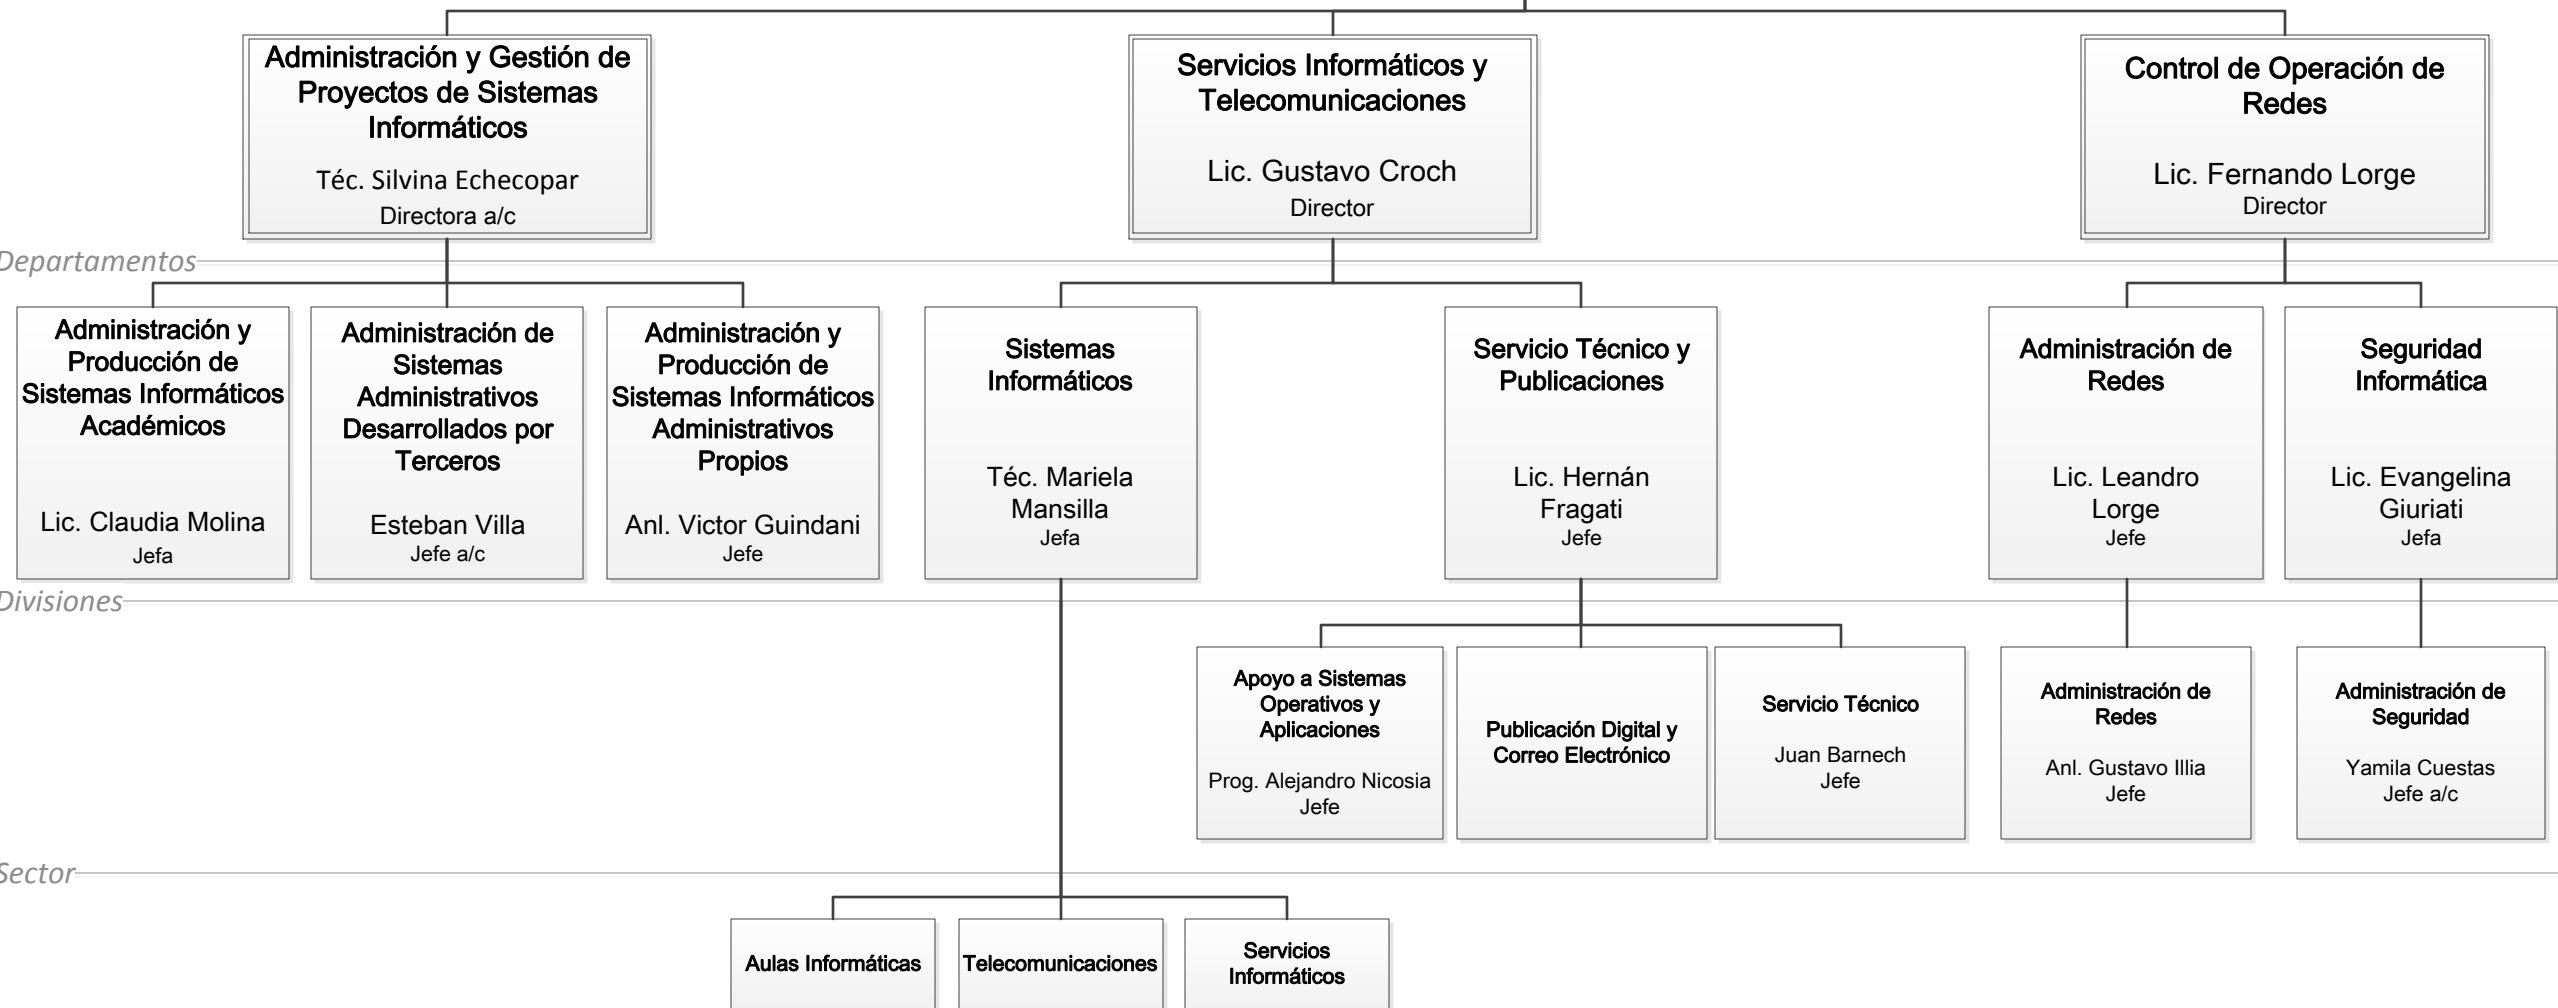 Administración y Gestión de
Proyectos de Sistemas
Informáticos
Téc. Silvina Echecopar
Directora a/c
Servicios Informáticos y
Telecomunicaciones
Lic. Gustavo Croch
Director
Control de Operación de
Redes
Lic. Fernando Lorge
Director
Departamentos
Administración y
Producción de
Sistemas Informáticos
Académicos
Lic. Claudia Molina
Jefa
Administración de
Sistemas
Administrativos
Desarrollados por
Terceros
Esteban Villa
Jefe a/c
Administración y
Producción de
Sistemas Informáticos
Administrativos
Propios
Anl. Victor Guindani
Jefe
Sistemas
Informáticos
Téc. Mariela
Mansilla
Jefa
Servicio Técnico y
Publicaciones
Lic. Hernán
Fragati
Jefe
Administración de
Redes
Lic. Leandro
Lorge
Jefe
Seguridad
Informática
Lic. Evangelina
Giuriati
Jefa
Divisiones
Apoyo a Sistemas
Operativos y
Aplicaciones
Prog. Alejandro Nicosia
Jefe
Publicación Digital y
Correo Electrónico
Servicio Técnico
Juan Barnech
Jefe
Administración de
Redes
Anl. Gustavo Illia
Jefe
Administración de
Seguridad
Yamila Cuestas
Jefe a/c
Sector
Aulas Informáticas
Telecomunicaciones
Servicios
Informáticos